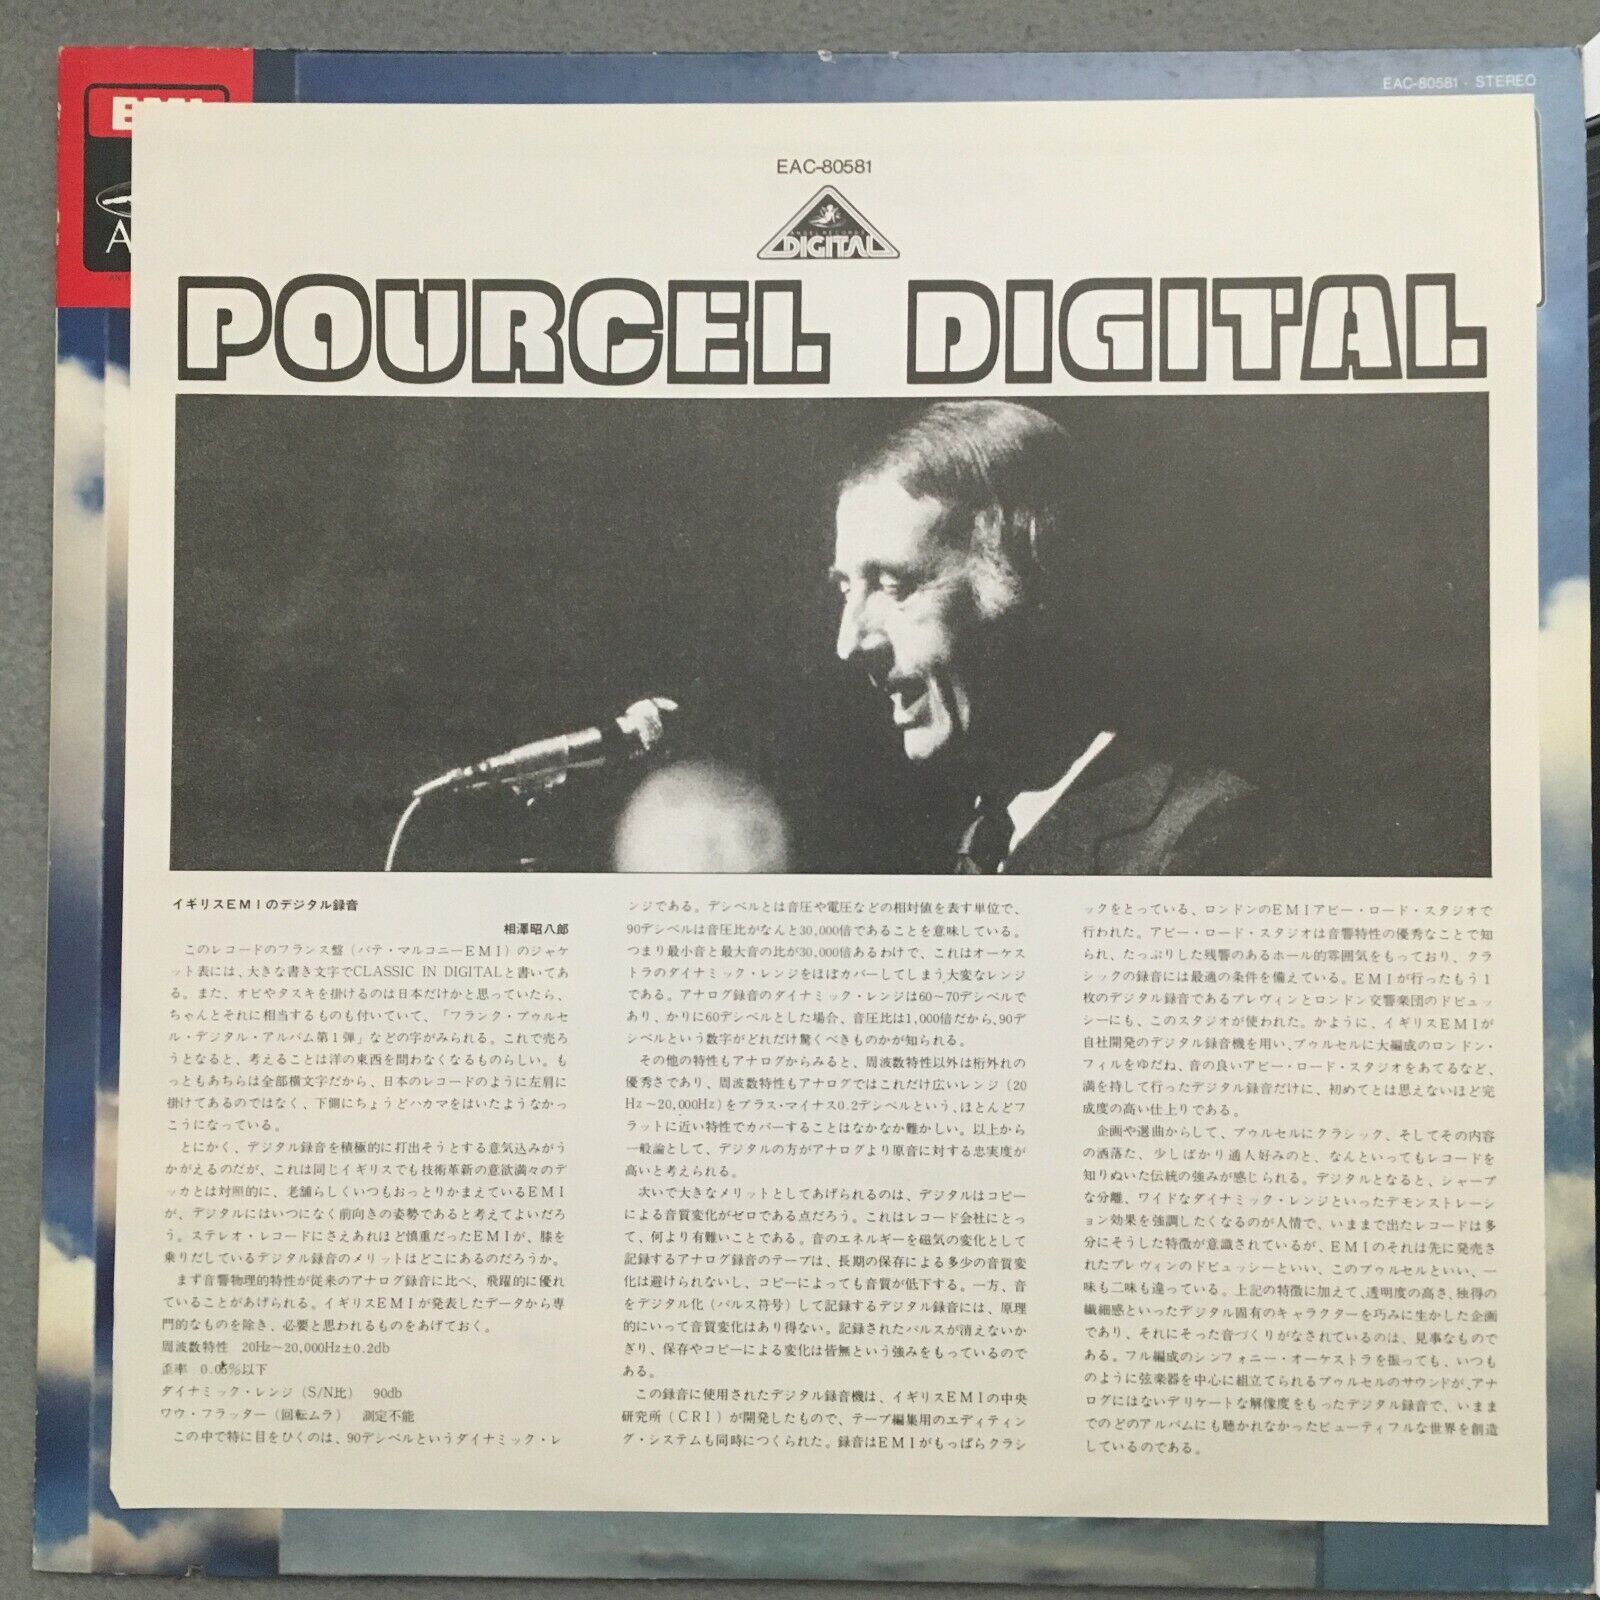 EAC-80581 · STEREO
EAC-80581
ANGEL RECORDS
DIGITAL
POURCEL DIGITAL
イギリスEMIのデジタル録音
相澤昭八郎
このレコードのフランス盤（パテ・マルコニーEMI）のジャケ
ット表には、大きな書き文字でCLASSIC IN DIGITALと書いてあ
る。また、オビやタスキを掛けるのは日本だけかと思っていたら、
ちゃんとそれに相当するものも付いていて、「フランク・プゥルセ
ル・デジタル・アルバム第1弾」などの字がみられる。これで売ろ
うとなると、考えることは洋の東西を問わなくなるものらしい。も
っともあちらは全部横文字だから、日本のレコードのように左肩に
掛けてあるのではなく、下側にちょうどハカマをはいたようなかっ
こうになっている。
とにかく、デジタル録音を積極的に打出そうとする意気込みがう
かがえるのだが、これは同じイギリスでも技術革新の意欲満々のデ
ッカとは対照的に、老舗らしくいつもおっとりかまえているEMI
が、デジタルにはいつになく前向きの姿勢であると考えてよいだろ
う。ステレオ・レコードにさえあれほど慎重だったEMIが、膝を
乗りだしているデジタル録音のメリットはどこにあるのだろうか。
まず音響物理的特性が従来のアナログ録音に比べ、飛躍的に優れ
ていることがあげられる。イギリスEMIが発表したデータから専
門的なものを除き、必要と思われるものをあげておく。
周波数特性 20Hz～20,000Hz±0.2db
歪率 0.05%以下
ダイナミック・レンジ（S/N比） 90db
ワウ・フラッター（回転ムラ） 測定不能
この中で特に目をひくのは、90デシベルというダイナミック・レ
ンジである。デシベルとは音圧や電圧などの相対値を表す単位で、
90デシベルは音圧比がなんと30,000倍であることを意味している。
つまり最小音と最大音の比が30,000倍あるわけで、これはオーケス
トラのダイナミック・レンジをほぼカバーしてしまう大変なレンジ
である。アナログ録音のダイナミック・レンジは60～70デシベルで
あり、かりに60デシベルとした場合、音圧比は1,000倍だから、90デ
シベルという数字がどれだけ驚くべきものかが知られる。
その他の特性もアナログからみると、周波数特性以外は桁外れの
優秀さであり、周波数特性もアナログではこれだけ広いレンジ（20
Hz～20,000Hz）をプラス・マイナス0.2デシベルという、ほとんどフ
ラットに近い特性でカバーすることはなかなか難かしい。以上から
一般論として、デジタルの方がアナログより原音に対する忠実度が
高いと考えられる。
次いで大きなメリットとしてあげられるのは、デジタルはコピー
による音質変化がゼロである点だろう。これはレコード会社にとっ
て、何より有難いことである。音のエネルギーを磁気の変化として
記録するアナログ録音のテープは、長期の保存による多少の音質変
化は避けられないし、コピーによっても音質が低下する。一方、音
をデジタル化（パルス符号）して記録するデジタル録音には、原理
的にいって音質変化はあり得ない。記録されたパルスが消えないか
ぎり、保存やコピーによる変化は皆無という強みをもっているので
ある。
この録音に使用されたデジタル録音機は、イギリスEMIの中央
研究所（CRI）が開発したもので、テープ編集用のエディティン
グ・システムも同時につくられた。録音はEMIがもっぱらクラシ
ックをとっている、ロンドンのEMIアビー・ロード・スタジオで
行われた。アビー・ロード・スタジオは音響特性の優秀なことで知
られ、たっぷりした残響のあるホール的雰囲気をもっており、クラ
シックの録音には最適の条件を備えている。EMIが行ったもう1
枚のデジタル録音であるプレヴィンとロンドン交響楽団のドビュッ
シーにも、このスタジオが使われた。かように、イギリスEMIが
自社開発のデジタル録音機を用い、プゥルセルに大編成のロンドン・
フィルをゆだね、音の良いアビー・ロード・スタジオをあてるなど、
満を持して行ったデジタル録音だけに、初めてとは思えないほど完
成度の高い仕上りである。
企画や選曲からして、プゥルセルにクラシック、そしてその内容
の洒落た、少しばかり通人好みのと、なんといってもレコードを
知りぬいた伝統の強みが感じられる。デジタルとなると、シャープ
な分離、ワイドなダイナミック・レンジといったデモンストレーシ
ョン効果を強調したくなるのが人情で、いままで出たレコードは多
分にそうした特徴が意識されているが、EMIのそれは先に発売さ
れたプレヴィンのドビュッシーといい、このプゥルセルといい、一
味も二味も違っている。上記の特徴に加えて、透明度の高さ、独得の
繊細感といったデジタル固有のキャラクターを巧みに生かした企画
であり、それにそった音づくりがなされているのは、見事なもので
ある。フル編成のシンフォニー・オーケストラを振っても、いつも
のように弦楽器を中心に組立てられるプゥルセルのサウンドが、アナ
ログにはないデリケートな解像度をもったデジタル録音で、いまま
でのどのアルバムにも聴かれなかったビューティフルな世界を創造
しているのである。